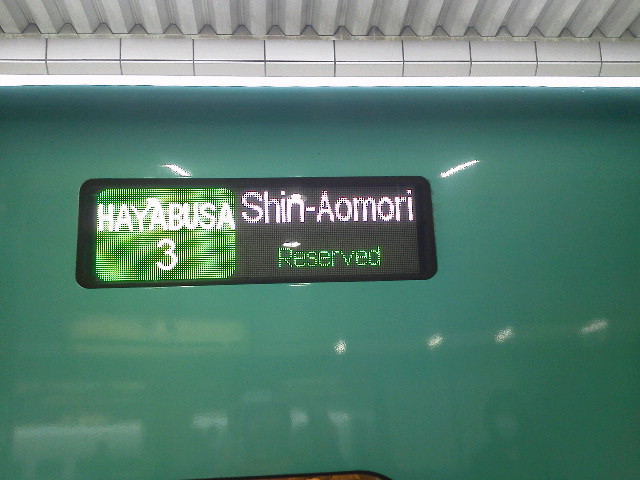 HAYABUSA
3
Shin-Aomori
Reserved